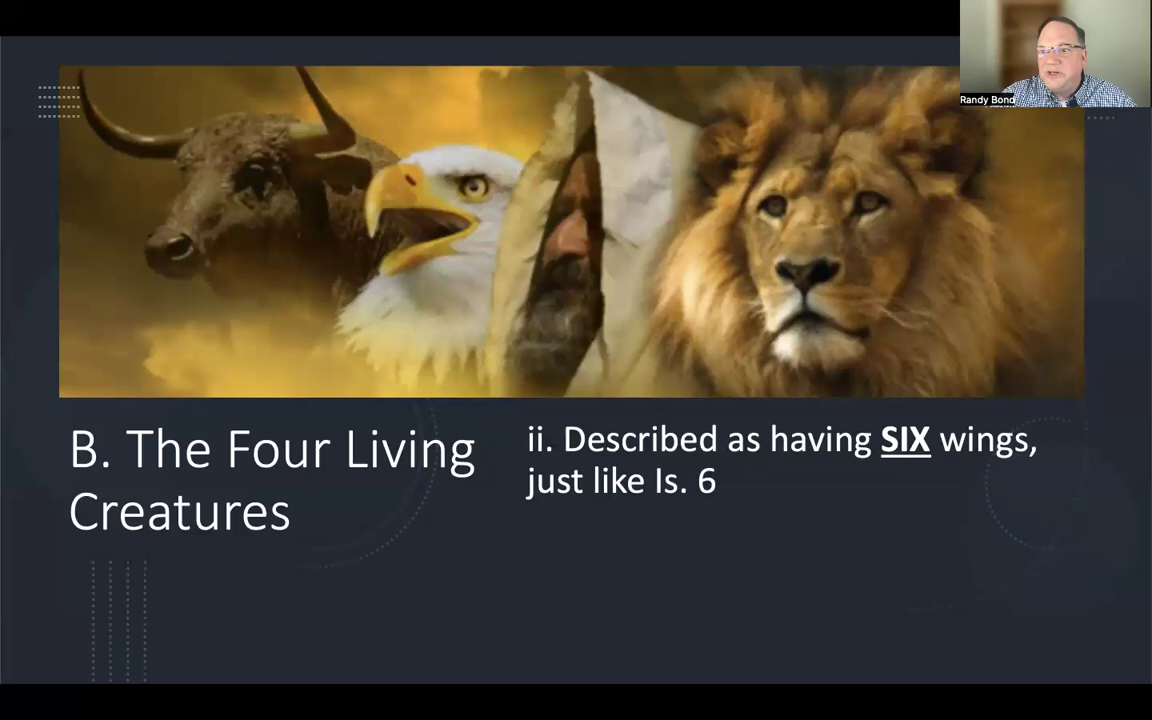 Randy Bond
B. The Four Living
Creatures
ii. Described as having SIX wings,
just like Is. 6